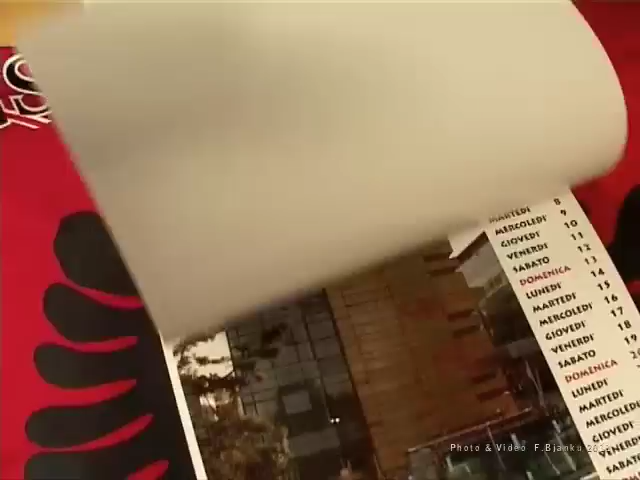 MARTEDI' 8
MERCOLEDI' 9
GIOVEDI' 10
VENERDI' 11
SABATO 12
DOMENICA 13
LUNEDI' 14
MARTEDI' 15
MERCOLEDI' 16
GIOVEDI' 17
VENERDI' 18
SABATO 19
DOMENICA
LUNEDI'
MARTEDI'
MERCOLEDI'
GIOVEDI'
VENERDI'
Photo & Video F.Bjanku